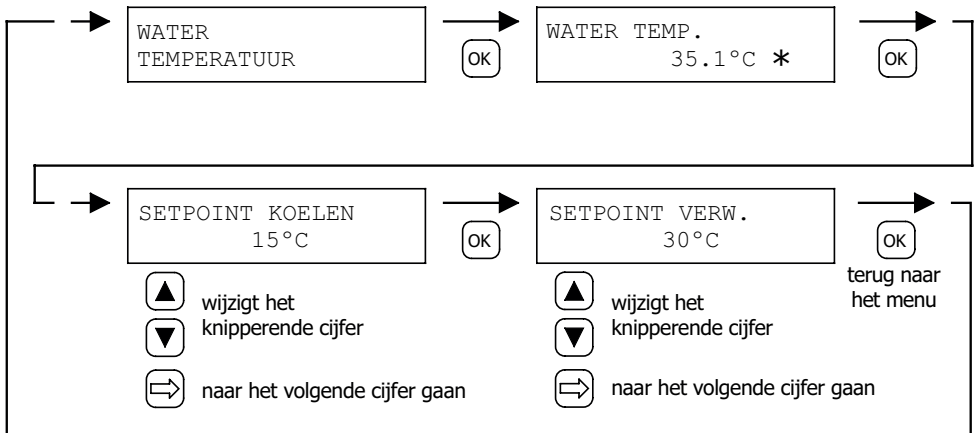 WATER
TEMPERATUUR
OK
WATER TEMP.
35.1°C *
OK
SETPOINT KOELEN
15°C
OK
SETPOINT VERW.
30°C
OK
terug naar
het menu
wijzigt het
knipperende cijfer
naar het volgende cijfer gaan
wijzigt het
knipperende cijfer
naar het volgende cijfer gaan